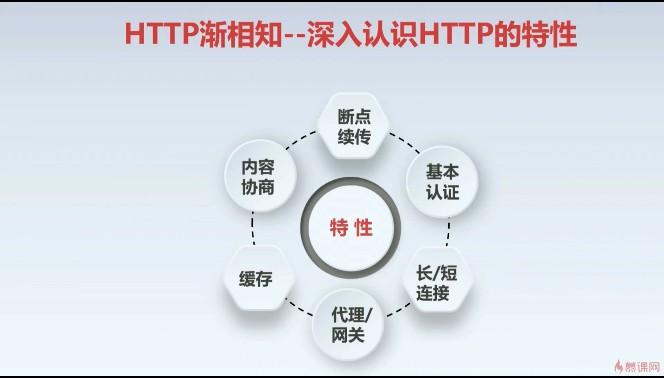 HTTP渐相知--深入认识HTTP的特性
断点
续传
基本
认证
长/短
连接
代理/
网关
缓存
内容
协商
特 性
慕课网